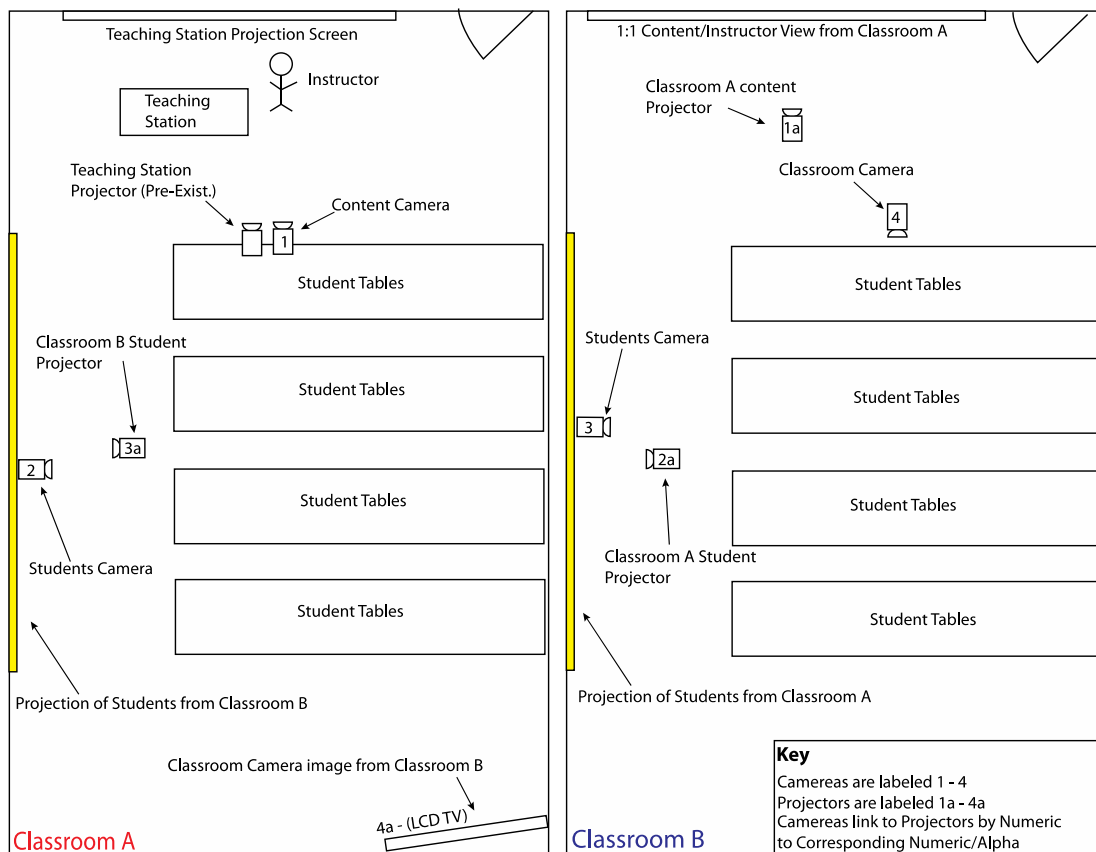 Teaching Station Projection Screen
Instructor
Teaching
Station
Teaching Station
Projector (Pre-Exist.)
Content Camera
1
Student Tables
Classroom B Student
Projector
Student Tables
3a
2
Student Tables
Students Camera
Student Tables
Projection of Students from Classroom B
Classroom Camera image from Classroom B
4a - (LCD TV)
Classroom A
1:1 Content/Instructor View from Classroom A
Classroom A content
Projector
1a
Classroom Camera
4
Student Tables
Students Camera
Student Tables
3
2a
Student Tables
Classroom A Student
Projector
Student Tables
Projection of Students from Classroom A
Key
Camereas are labeled 1 - 4
Projectors are labeled 1a - 4a
Camereas link to Projectors by Numeric
to Corresponding Numeric/Alpha
Classroom B